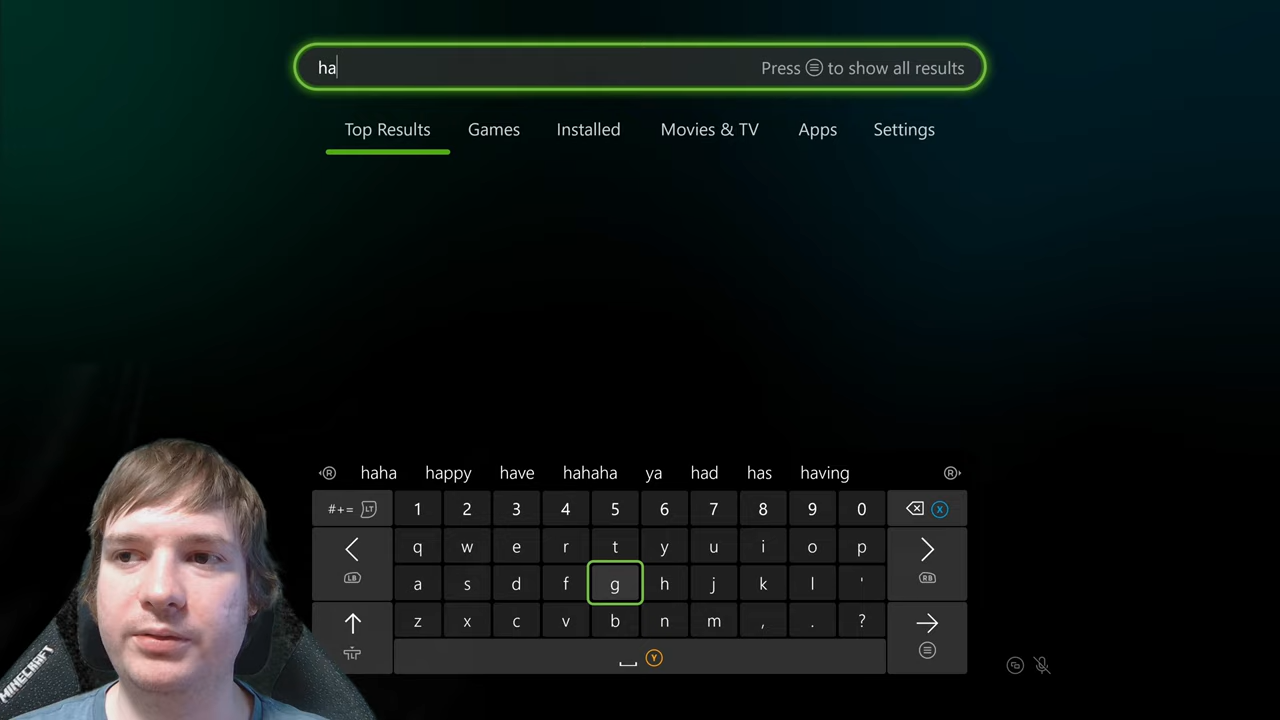 ha Press to show all results
Top Results Games Installed Movies & TV Apps Settings
R haha happy have hahaha ya had has having R
#+= LT 1 2 3 4 5 6 7 8 9 0 X
q w e r t y u i o p
LB a s d f g h j k l ' RB
z x c v b n m , . ?
Y
MINECRAFT